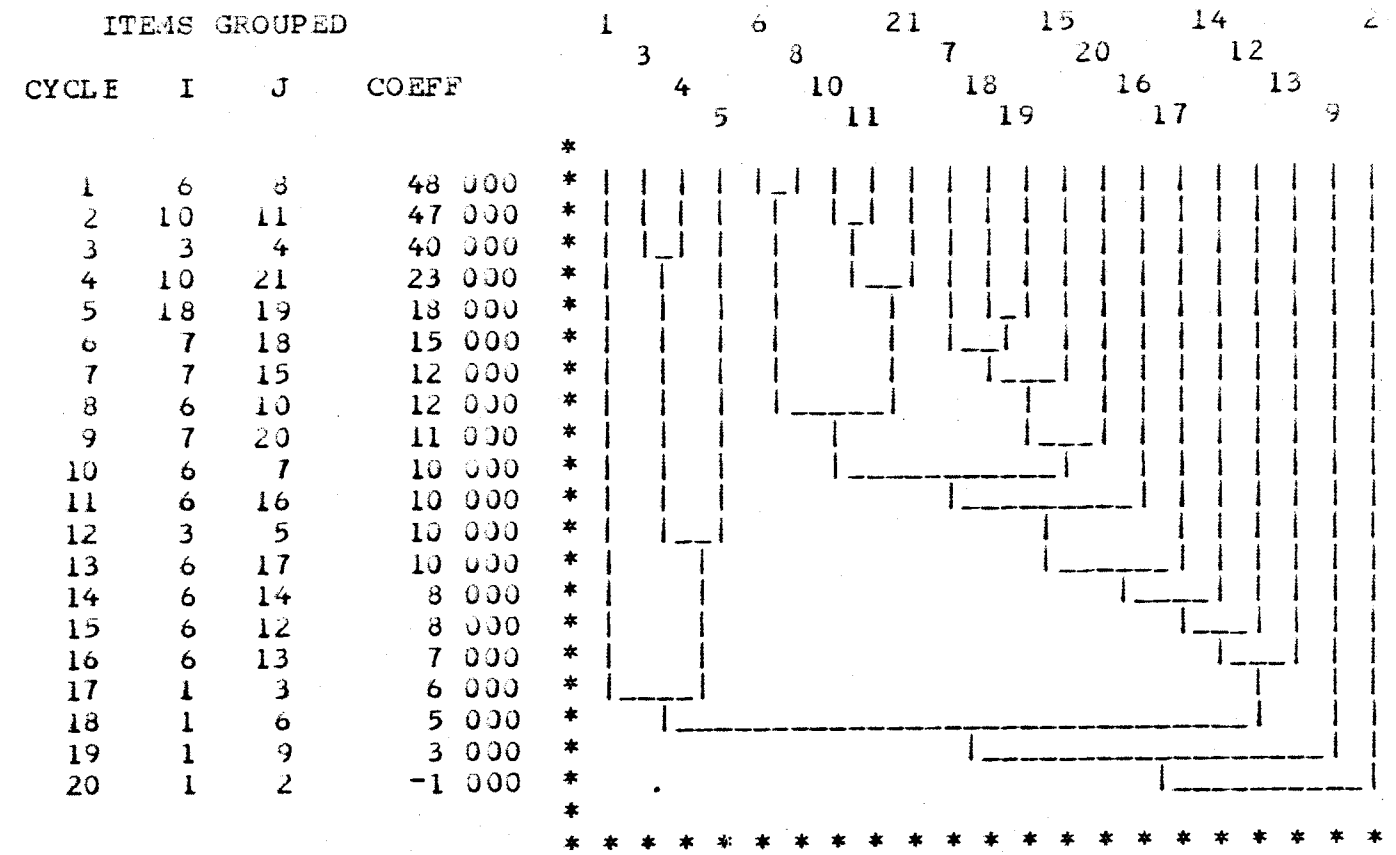 ITEMS GROUPED 1 6 21 15 14 2
3 8 7 20 12
CYCLE I J COEFF 4 10 18 16 13
5 11 19 17 9
*
1 6 8 48 000 *
2 10 11 47 000 *
3 3 4 40 000 *
4 10 21 23 000 *
5 18 19 18 000 *
6 7 18 15 000 *
7 7 15 12 000 *
8 6 10 12 000 *
9 7 20 11 000 *
10 6 7 10 000 *
11 6 16 10 000 *
12 3 5 10 000 *
13 6 17 10 000 *
14 6 14 8 000 *
15 6 12 8 000 *
16 6 13 7 000 *
17 1 3 6 000 *
18 1 6 5 000 *
19 1 9 3 000 *
20 1 2 -1 000 *
*
* * * * * * * * * * * * * * * * * * * * * *